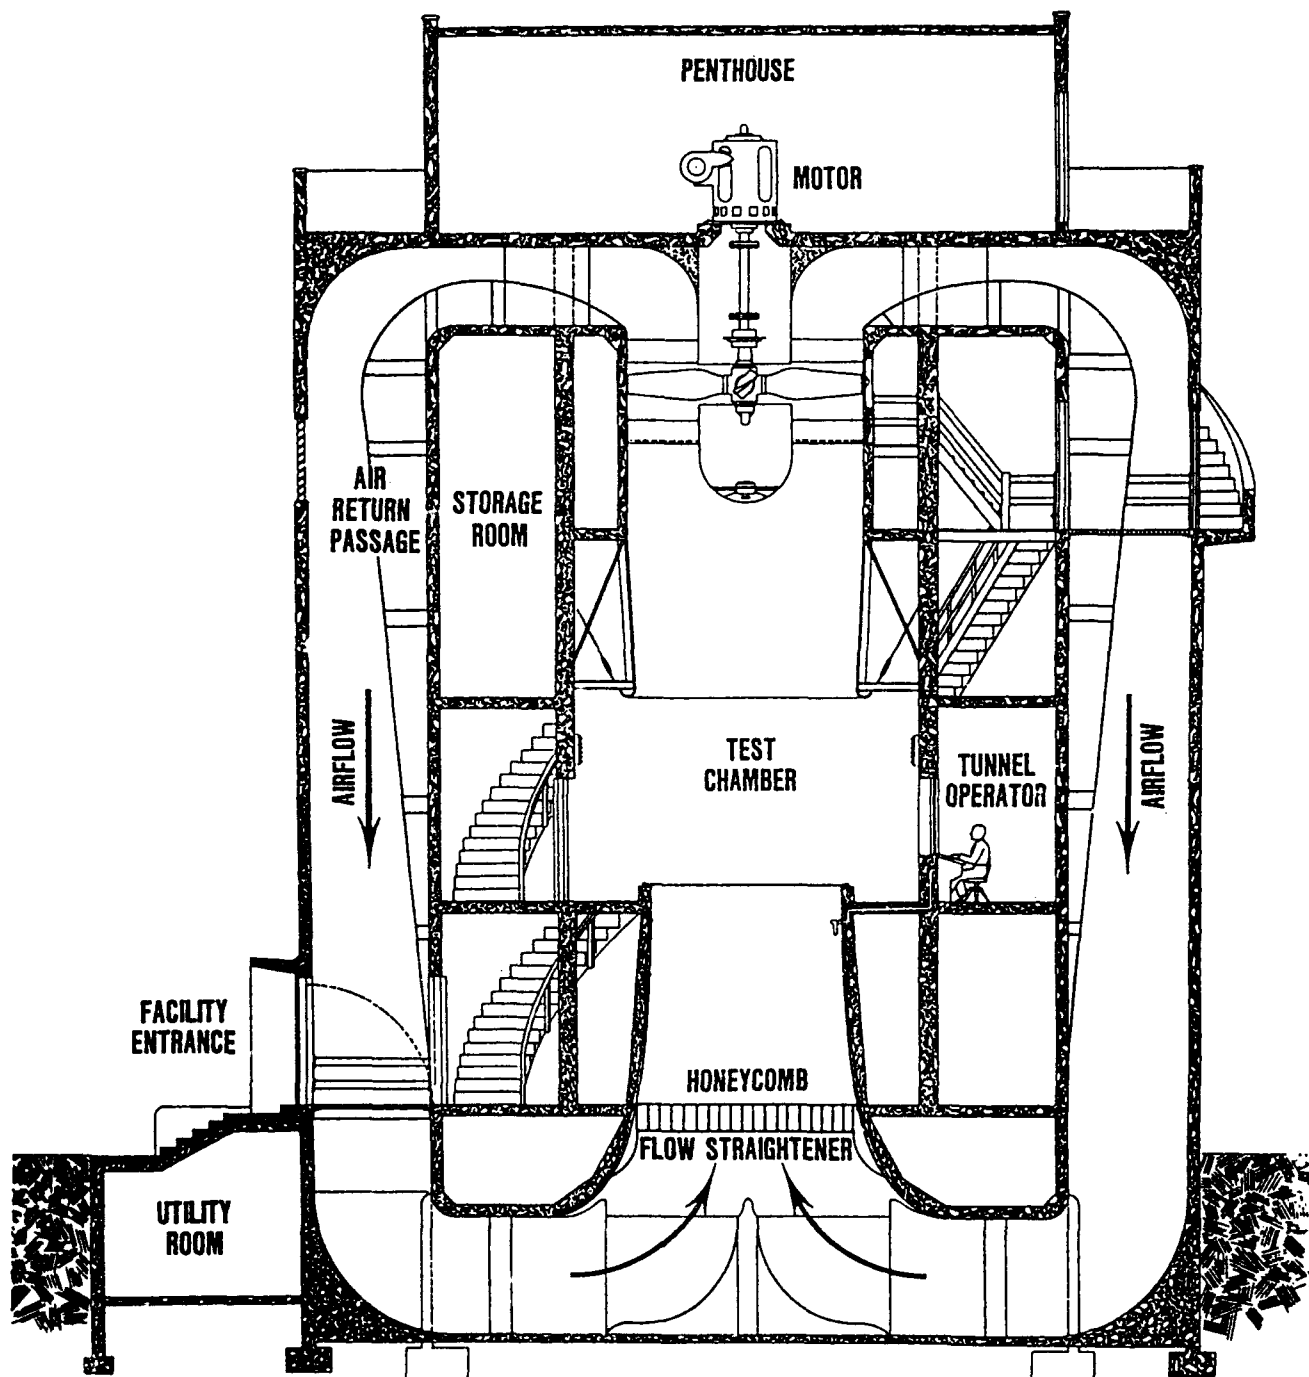 PENTHOUSE
MOTOR
AIR
RETURN
PASSAGE
STORAGE
ROOM
AIRFLOW
TEST
CHAMBER
TUNNEL
OPERATOR
AIRFLOW
FACILITY
ENTRANCE
HONEYCOMB
FLOW STRAIGHTENER
UTILITY
ROOM